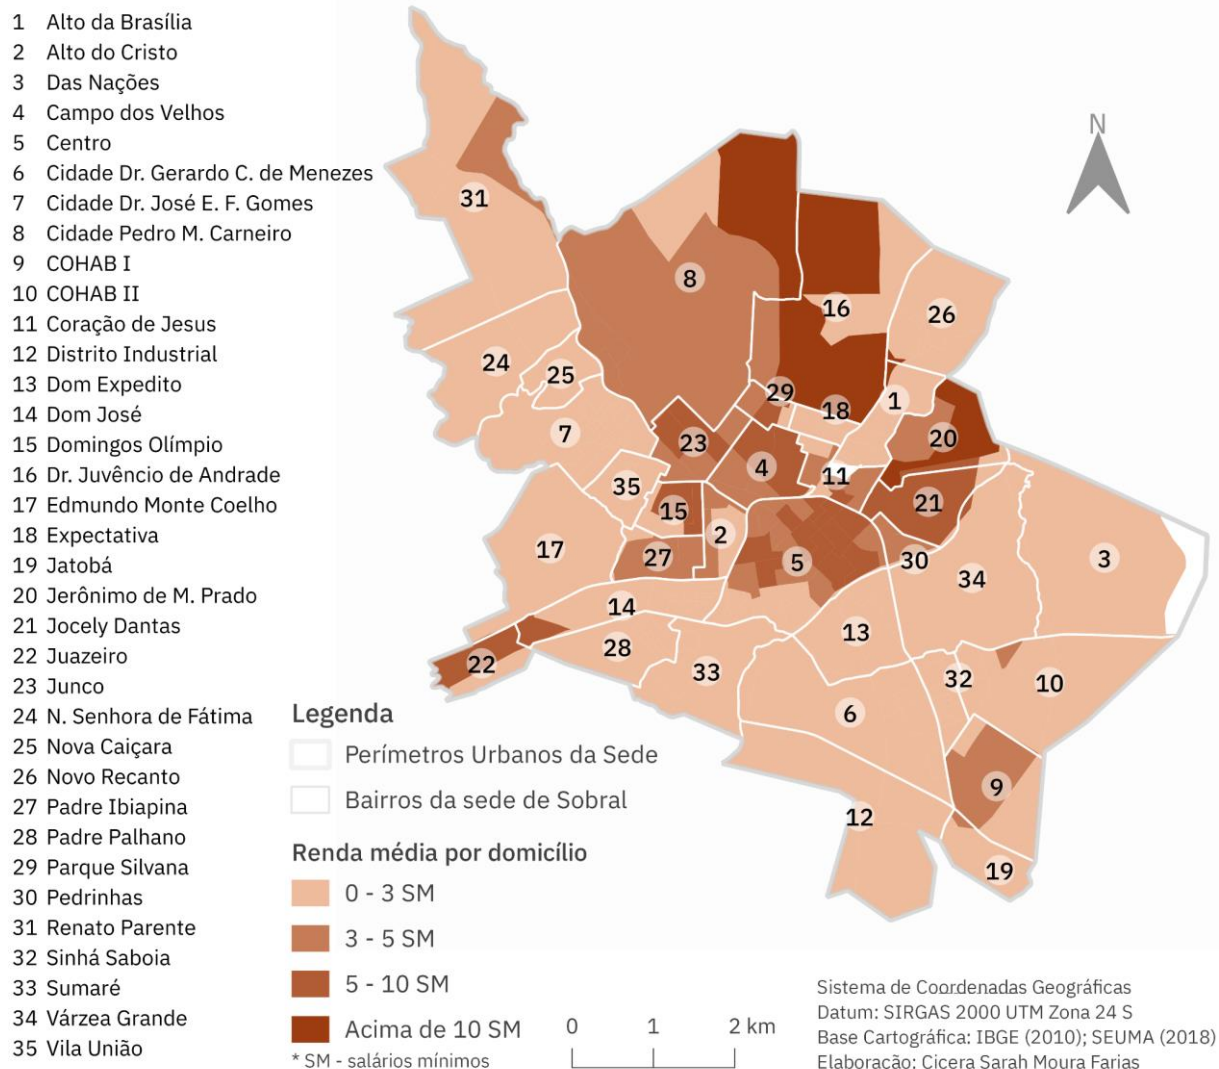 1 Alto da Brasília
2 Alto do Cristo
3 Das Nações
4 Campo dos Velhos
5 Centro
6 Cidade Dr. Gerardo C. de Menezes
7 Cidade Dr. José E. F. Gomes
8 Cidade Pedro M. Carneiro
9 COHAB I
10 COHAB II
11 Coração de Jesus
12 Distrito Industrial
13 Dom Expedito
14 Dom José
15 Domingos Olímpio
16 Dr. Juvêncio de Andrade
17 Edmundo Monte Coelho
18 Expectativa
19 Jatobá
20 Jerônimo de M. Prado
21 Jocely Dantas
22 Juazeiro
23 Junco
24 N. Senhora de Fátima
25 Nova Caiçara
26 Novo Recanto
27 Padre Ibiapina
28 Padre Palhano
29 Parque Silvana
30 Pedrinhas
31 Renato Parente
32 Sinhá Saboia
33 Sumaré
34 Várzea Grande
35 Vila União
N
31
8
16
26
24
25
29
18
1
7
23
4
11
20
35
15
21
2
17
27
5
30
34
3
14
13
28
22
33
32
10
6
9
12
19
Legenda
Perímetros Urbanos da Sede
Bairros da sede de Sobral
Renda média por domicílio
0 - 3 SM
3 - 5 SM
5 - 10 SM
Acima de 10 SM
* SM - salários mínimos
0 1 2 km
Sistema de Coordenadas Geográficas
Datum: SIRGAS 2000 UTM Zona 24 S
Base Cartográfica: IBGE (2010); SEUMA (2018)
Elaboração: Cicera Sarah Moura Farias